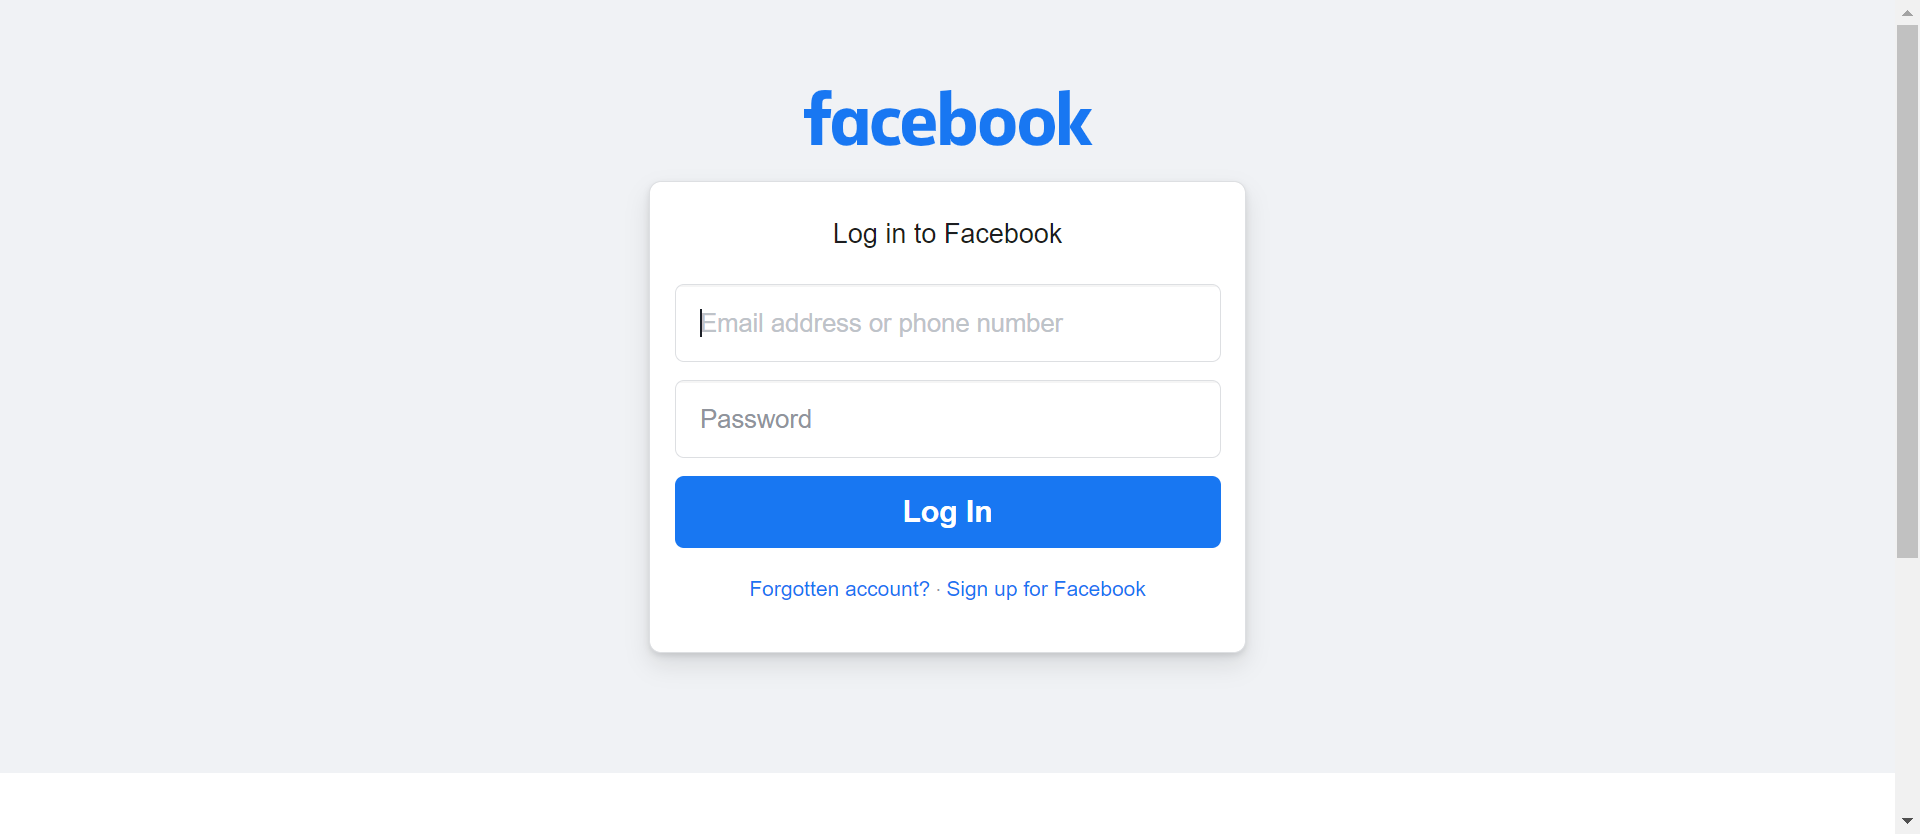 facebook
Log in to Facebook
Email address or phone number
Password
Log In
Forgotten account? · Sign up for Facebook